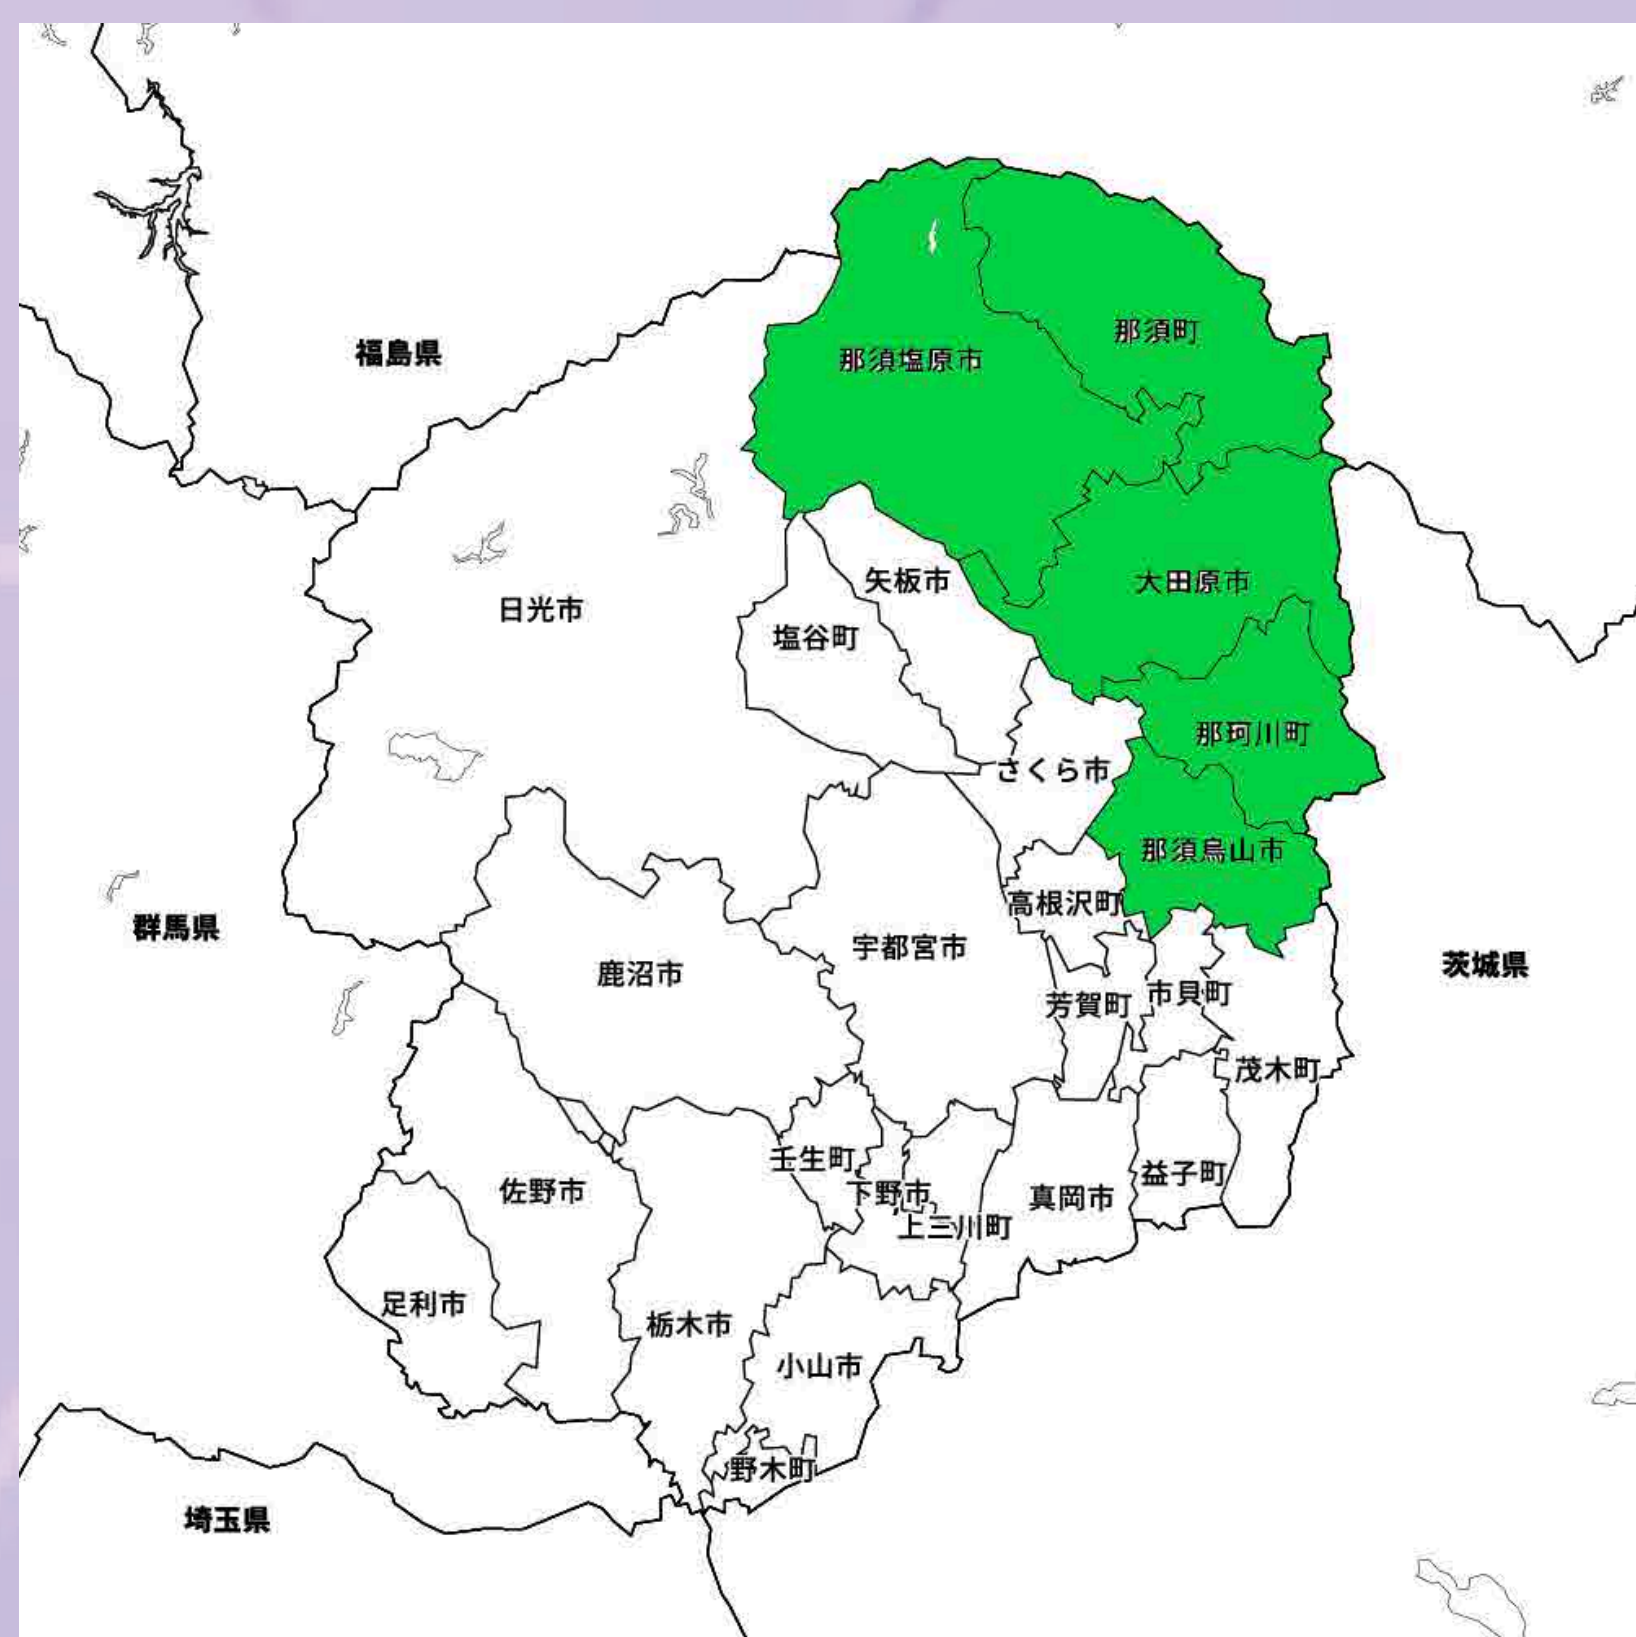 那須町
福島県
那須塩原市
矢板市
大田原市
日光市
塩谷町
那珂川町
さくら市
那須烏山市
高根沢町
群馬県
宇都宮市
茨城県
鹿沼市
市貝町
芳賀町
茂木町
壬生町
益子町
佐野市
下野市
真岡市
上三川町
足利市
栃木市
小山市
野木町
埼玉県